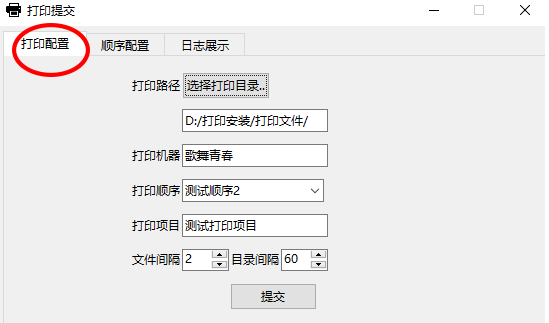 打印提交
打印配置 顺序配置 日志展示
打印路径 选择打印目录..
D:/打印安装/打印文件/
打印机器 歌舞青春
打印顺序 测试顺序2
打印项目 测试打印项目
文件间隔 2 目录间隔 60
提交